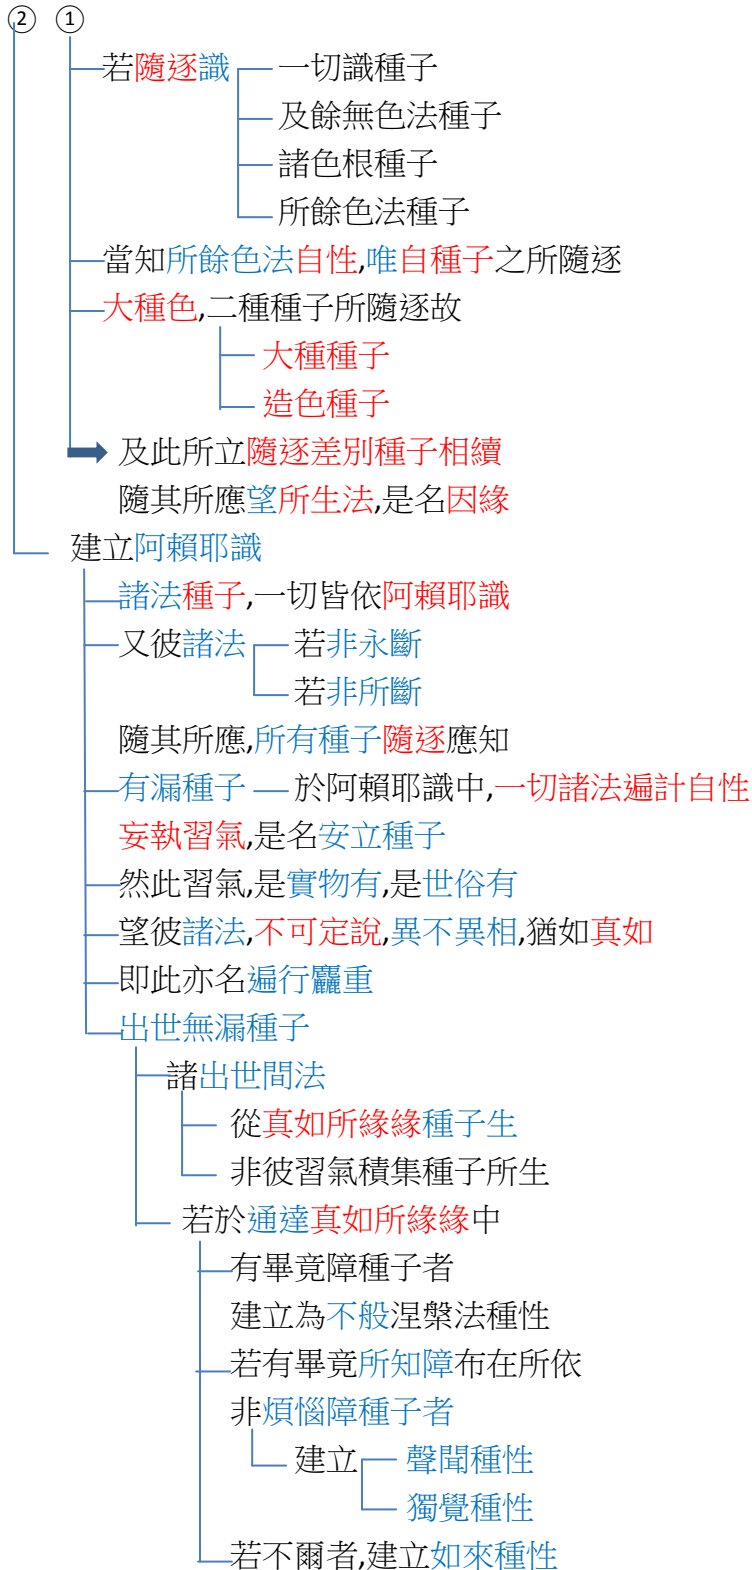 ② ①
若隨逐識 一切識種子
及餘無色法種子
諸色根種子
所餘色法種子
當知所餘色法自性,唯自種子之所隨逐
大種色,二種種子所隨逐故
大種種子
造色種子
及此所立隨逐差別種子相續
隨其所應望所生法,是名因緣
建立阿賴耶識
諸法種子,一切皆依阿賴耶識
又彼諸法 若非永斷
若非所斷
隨其所應,所有種子隨逐應知
有漏種子 於阿賴耶識中,一切諸法遍計自性
妄執習氣,是名安立種子
然此習氣,是實物有,是世俗有
望彼諸法,不可定說,異不異相,猶如真如
即此亦名遍行麤重
出世無漏種子
諸出世間法
從真如所緣緣種子生
非彼習氣積集種子所生
若於通達真如所緣緣中
有畢竟障種子者
建立為不般涅槃法種性
若有畢竟所知障布在所依
非煩惱障種子者
建立 聲聞種性
獨覺種性
若不爾者,建立如來種性